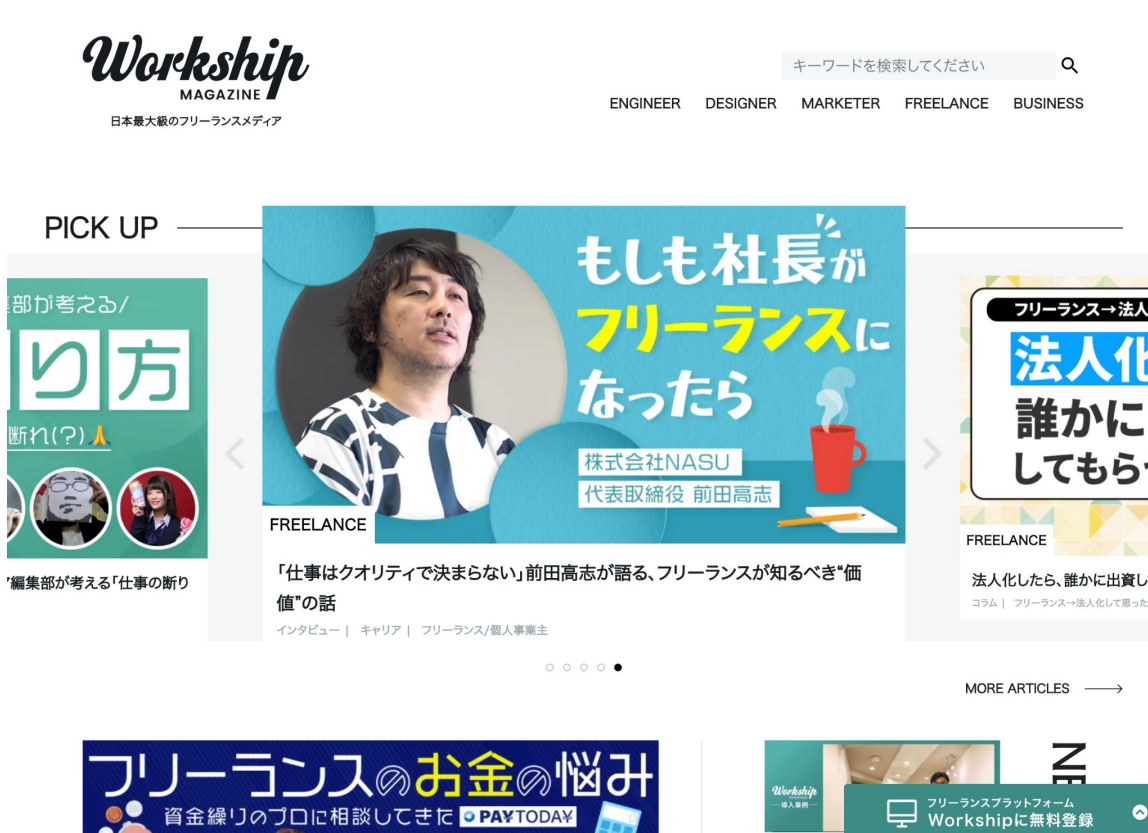 Workship
MAGAZINE
日本最大級のフリーランスメディア
キーワードを検索してください
ENGINEER DESIGNER MARKETER FREELANCE BUSINESS
PICK UP
部が考える/
り方
断れ(?)🙏
編集部が考える「仕事の断り
もしも社長が
フリーランスに
なったら
株式会社NASU
代表取締役 前田高志
FREELANCE
「仕事はクオリティで決まらない」前田高志が語る、フリーランスが知るべき“価
値”の話
インタビュー | キャリア | フリーランス/個人事業主
フリーランス→法人
法人化
誰かに
してもら
FREELANCE
法人化したら、誰かに出資し
コラム | フリーランス→法人化して思った
MORE ARTICLES
フリーランスのお金の悩み
資金繰りのプロに相談してきた PAY TODAY
Workship
導入事例
NE
フリーランスプラットフォーム
Workshipに無料登録